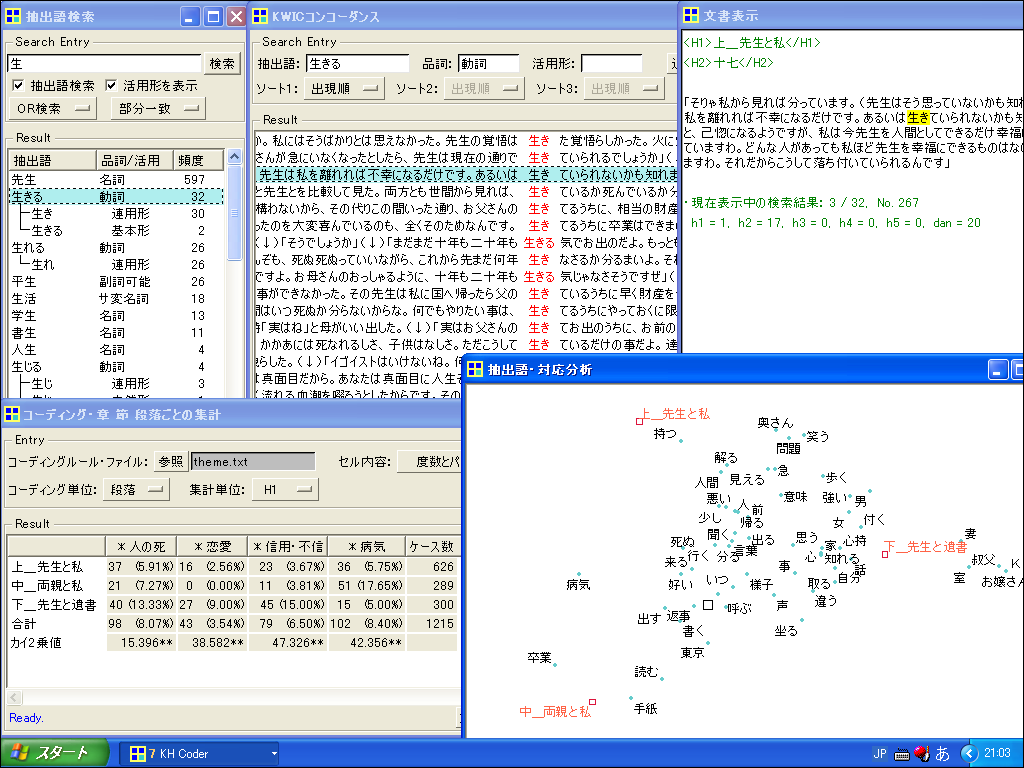 抽出語検索
Search Entry
生
検索
抽出語検索 活用形を表示
OR検索 部分一致
Result
抽出語 品詞/活用 頻度
先生 名詞 597
生きる 動詞 32
生き 連用形 30
生きる 基本形 2
生れる 動詞 26
生れ 連用形 26
平生 副詞可能 26
生活 サ変名詞 18
学生 名詞 13
書生 名詞 11
人生 名詞 4
生じる 動詞 4
生じ 連用形 3
KWICコンコーダンス
Search Entry
抽出語: 生きる 品詞: 動詞 活用形:
ソート1: 出現順 ソート2: 出現順 ソート3: 出現順
Result
か。私にはそうばかりとは思えなかった。先生の覚悟は 生き た覚悟らしかった。火に
さんが急にいなくなったとしたら、先生は現在の通りで 生き ていられるでしょうか」(
先生は私を離れれば不幸になるだけです。あるいは 生き ていられないかも知れま
と先生とを比較して見た。両方とも世間から見れば、 生き ているか死んでいるか分
構わないから、その代りこの間いった通り、お父さんの 生き てるうちに、相当の財産
ったのを大変喜んでいるのも、全くそのためなんです。 生き てるうちに卒業はできま
(↓)「そうでしょうか」(↓)「まだまだ十年も二十年も 生きる 気でお出のだよ。もっとも
んぞも、死ぬ死ぬっていいながら、これから先まだ何年 生き なさるか分るまいよ。そ
ですよ。お母さんのおっしゃるように、十年も二十年も 生きる 気じゃなさそうですぜ」(
事ができなかった。その先生は私に国へ帰ったら父の 生き ているうちに早く財産を
間はいつ死ぬか分らないからな。何でもやりたい事は、 生き てるうちにやっておくに限
時「実はね」と母がいい出した。(↓)「実はお父さんの 生き てお出のうちに、お前の
かかあには死なれるしさ、子供はなしさ。ただこうして 生き ているだけの事だよ。達
らした。(↓)「イゴイストはいけないね。
は真面目だから。あなたは真面目に人生そ
く流れる血潮を啜ろうとしたからです。その
文書表示
<H1>上__先生と私</H1>
<H2>十七</H2>
「そりゃ私から見れば分っています。(先生はそう思っていないかも知れ
私を離れれば不幸になるだけです。あるいは生きていられないかも知
と、己惚になるようですが、私は今先生を人間としてできるだけ幸福に
ていますわ。どんな人があっても私ほど先生を幸福にできるものはな
ますわ。それだからこうして落ち付いていられるんです」
・現在表示中の検索結果: 3 / 32, No. 267
h1 = 1, h2 = 17, h3 = 0, h4 = 0, h5 = 0, dan = 20
コーディング・章 節 段落ごとの集計
Entry
コーディングルール・ファイル: 参照 theme.txt セル内容: 度数とパ
コーディング単位: 段落 集計単位: H1
Result
＊人の死 ＊恋愛 ＊信用・不信 ＊病気 ケース数
上__先生と私 37 (5.91%) 16 (2.56%) 23 (3.67%) 36 (5.75%) 626
中__両親と私 21 (7.27%) 0 (0.00%) 11 (3.81%) 51 (17.65%) 289
下__先生と遺書 40 (13.33%) 27 (9.00%) 45 (15.00%) 15 (5.00%) 300
合計 98 (8.07%) 43 (3.54%) 79 (6.50%) 102 (8.40%) 1215
カイ2乗値 15.396** 38.582** 47.326** 42.356**
Ready.
抽出語・対応分析
上__先生と私
持つ
奥さん
笑う
問題
解る
急
人間
見える
歩く
悪い
意味
強い
男
人
前
少し
帰る
女
付く
聞く
出る
思う
死ぬ
言葉
家
心持
妻
下__先生と遺書
来る
行く
分る
心
知れる
叔父
K
事
話
自分
室
お嬢さん
病気
好い
いつ
様子
取る
違う
声
呼ぶ
出す
返事
書く
坐る
東京
卒業
読む
手紙
中__両親と私
スタート
7 KH Coder
JP
あ
21:03